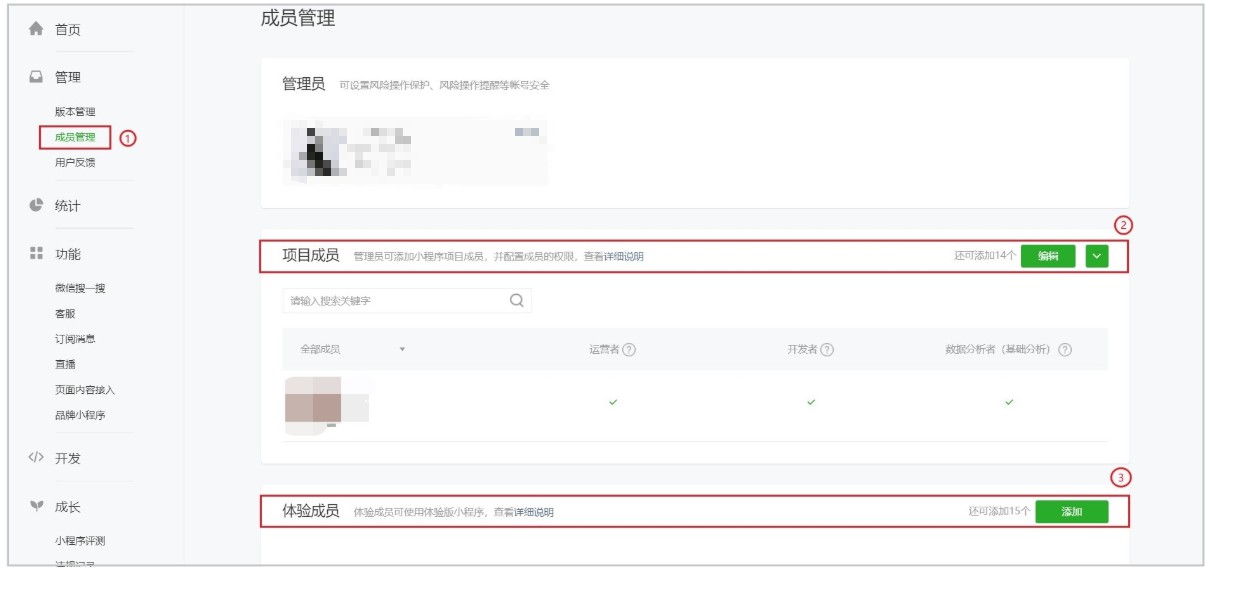 首页
管理
版本管理
成员管理 1
用户反馈
统计
功能
微信搜一搜
客服
订阅消息
直播
页面内容接入
品牌小程序
</> 开发
成长
小程序评测
违规记录
成员管理
管理员 可设置风险操作保护、风险操作提醒等帐号安全
2
项目成员 管理员可添加小程序项目成员，并配置成员的权限，查看详细说明 还可添加14个 编辑
请输入搜索关键字
全部成员 运营者 ? 开发者 ? 数据分析者（基础分析） ?
3
体验成员 体验成员可使用体验版小程序，查看详细说明 还可添加15个 添加